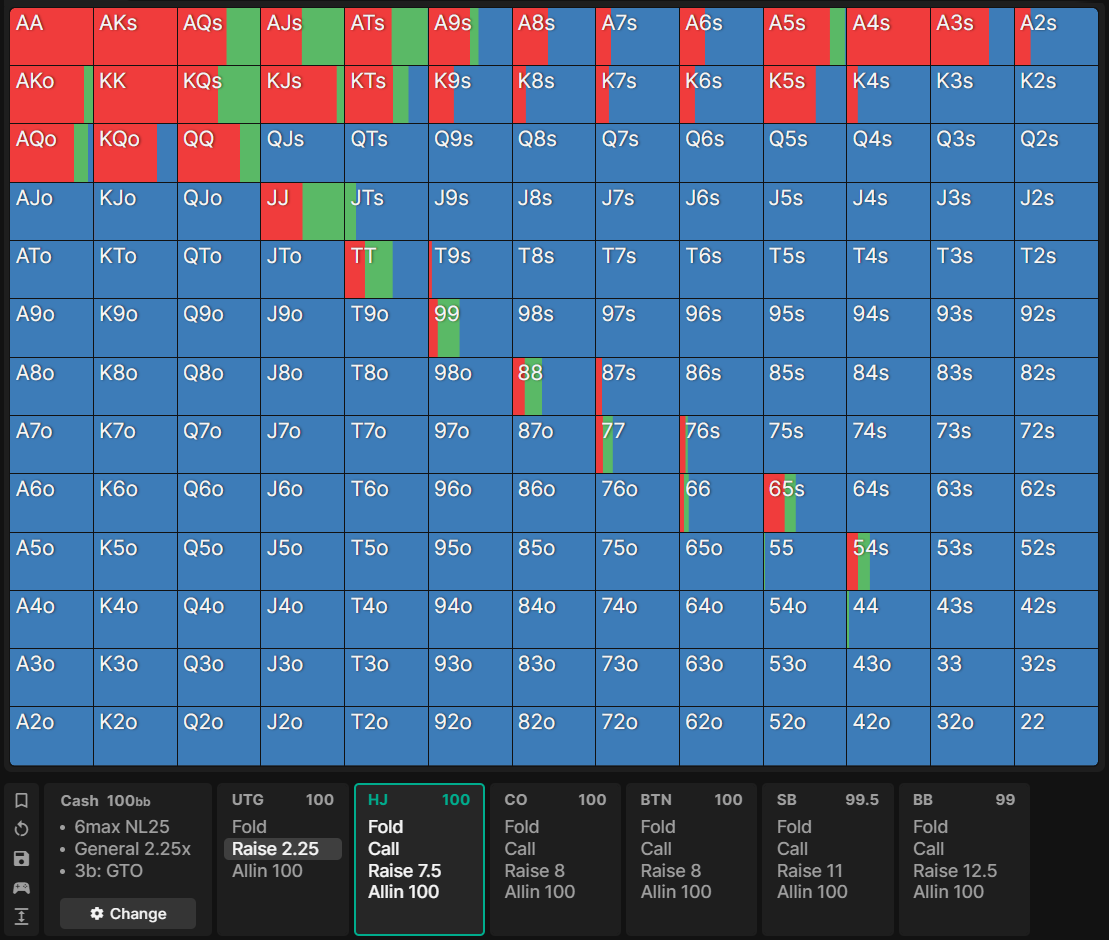 AA AKs AQs AJs ATs A9s A8s A7s A6s A5s A4s A3s A2s
AKo KK KQs KJs KTs K9s K8s K7s K6s K5s K4s K3s K2s
AQo KQo QQ QJs QTs Q9s Q8s Q7s Q6s Q5s Q4s Q3s Q2s
AJo KJo QJo JJ JTs J9s J8s J7s J6s J5s J4s J3s J2s
ATo KTo QTo JTo TT T9s T8s T7s T6s T5s T4s T3s T2s
A9o K9o Q9o J9o T9o 99 98s 97s 96s 95s 94s 93s 92s
A8o K8o Q8o J8o T8o 98o 88 87s 86s 85s 84s 83s 82s
A7o K7o Q7o J7o T7o 97o 87o 77 76s 75s 74s 73s 72s
A6o K6o Q6o J6o T6o 96o 86o 76o 66 65s 64s 63s 62s
A5o K5o Q5o J5o T5o 95o 85o 75o 65o 55 54s 53s 52s
A4o K4o Q4o J4o T4o 94o 84o 74o 64o 54o 44 43s 42s
A3o K3o Q3o J3o T3o 93o 83o 73o 63o 53o 43o 33 32s
A2o K2o Q2o J2o T2o 92o 82o 72o 62o 52o 42o 32o 22
Cash 100bb
• 6max NL25
• General 2.25x
• 3b: GTO
Change
UTG 100
Fold
Raise 2.25
Allin 100
HJ 100
Fold
Call
Raise 7.5
Allin 100
CO 100
Fold
Call
Raise 8
Allin 100
BTN 100
Fold
Call
Raise 8
Allin 100
SB 99.5
Fold
Call
Raise 11
Allin 100
BB 99
Fold
Call
Raise 12.5
Allin 100